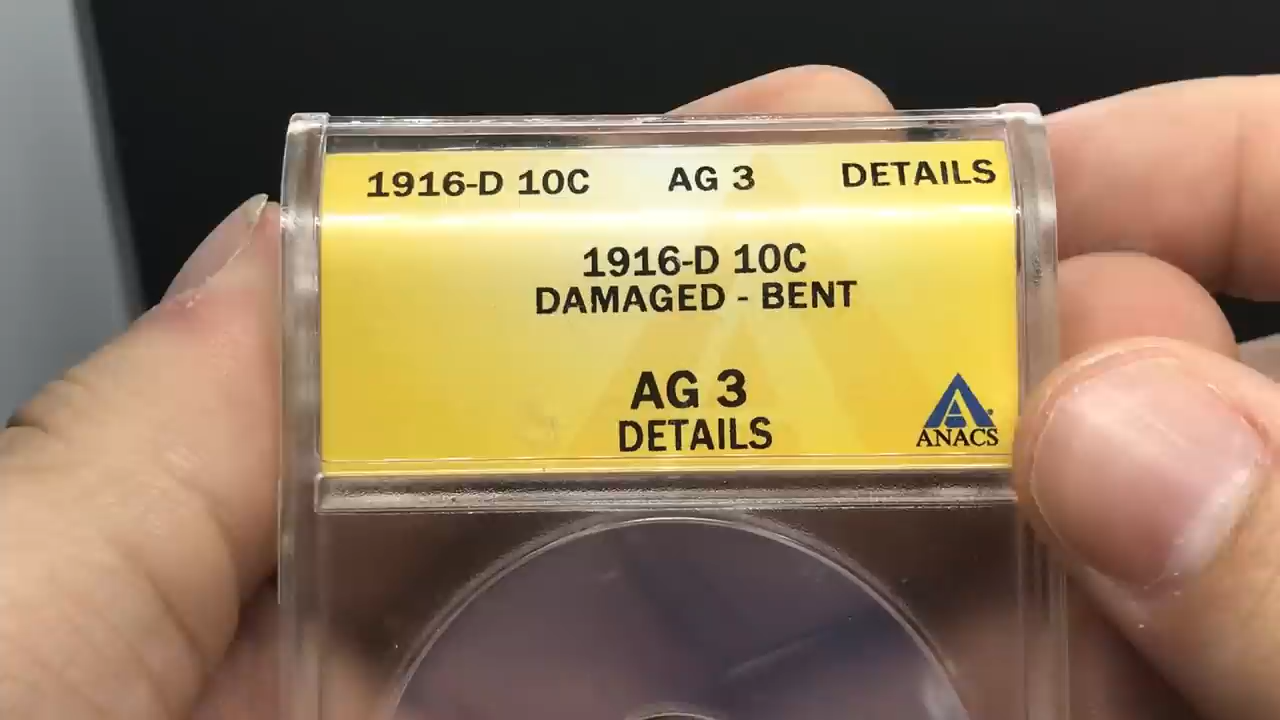 1916-D 10C AG 3 DETAILS
1916-D 10C
DAMAGED - BENT
AG 3
DETAILS
ANACS